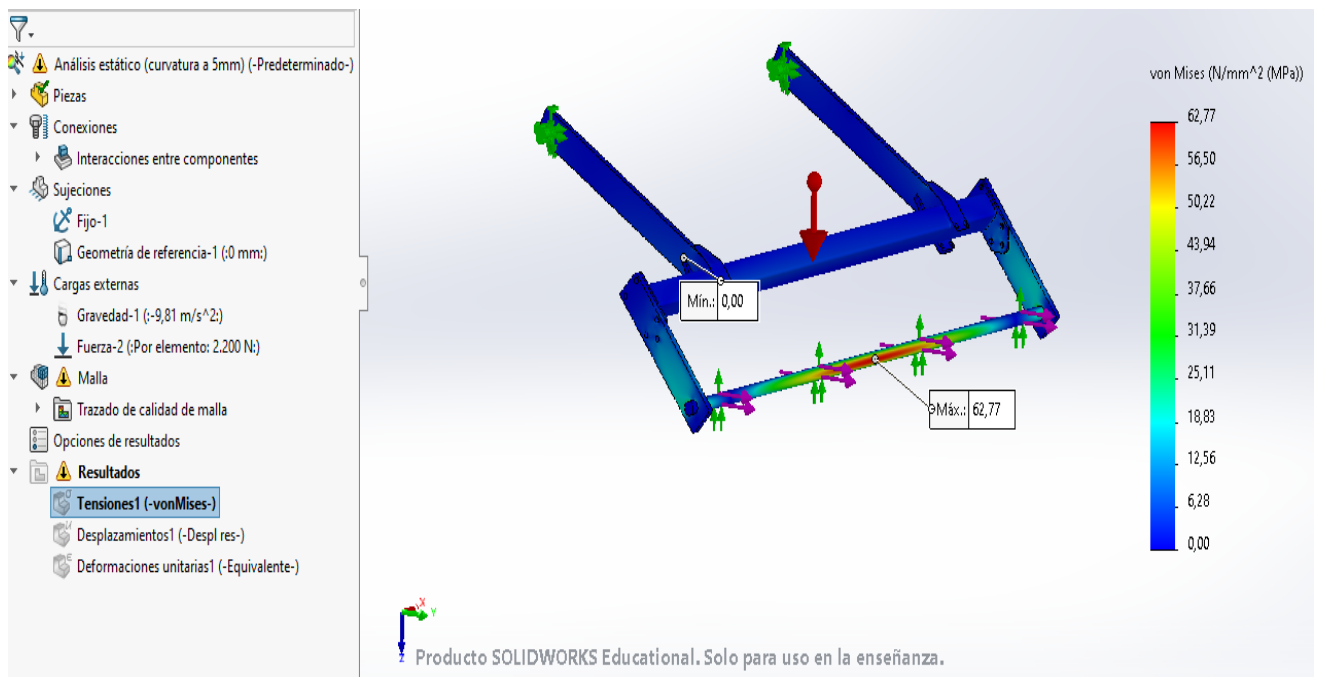 Análisis estático (curvatura a 5mm) (-Predeterminado-)
Piezas
Conexiones
Interacciones entre componentes
Sujeciones
Fijo-1
Geometría de referencia-1 (:0 mm:)
Cargas externas
Gravedad-1 (:-9,81 m/s^2:)
Fuerza-2 (:Por elemento: 2.200 N:)
Malla
Trazado de calidad de malla
Opciones de resultados
Resultados
Tensiones1 (-vonMises-)
Desplazamientos1 (-Despl res-)
Deformaciones unitarias1 (-Equivalente-)
Mín.: 0,00
Máx.: 62,77
von Mises (N/mm^2 (MPa))
62,77
56,50
50,22
43,94
37,66
31,39
25,11
18,83
12,56
6,28
0,00
X
Y
Z
Producto SOLIDWORKS Educational. Solo para uso en la enseñanza.